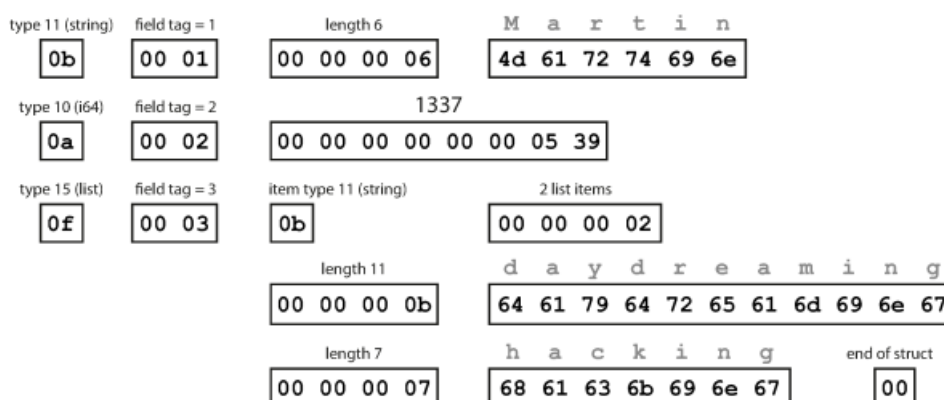 type 11 (string) field tag = 1 length 6 M a r t i n
0b 00 01 00 00 00 06 4d 61 72 74 69 6e
type 10 (i64) field tag = 2 1337
0a 00 02 00 00 00 00 00 00 05 39
type 15 (list) field tag = 3 item type 11 (string) 2 list items
0f 00 03 0b 00 00 00 02
length 11 d a y d r e a m i n g
00 00 00 0b 64 61 79 64 72 65 61 6d 69 6e 67
length 7 h a c k i n g end of struct
00 00 00 07 68 61 63 6b 69 6e 67 00